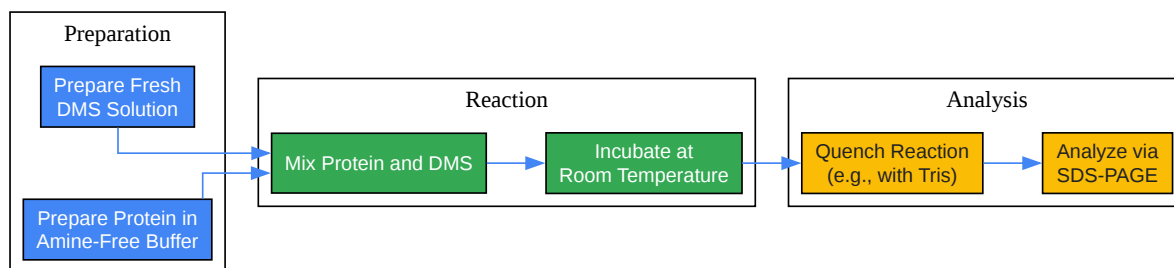 Preparation
Prepare Fresh
DMS Solution
Prepare Protein in
Amine-Free Buffer
Reaction
Mix Protein and DMS
Incubate at
Room Temperature
Analysis
Quench Reaction
(e.g., with Tris)
Analyze via
SDS-PAGE